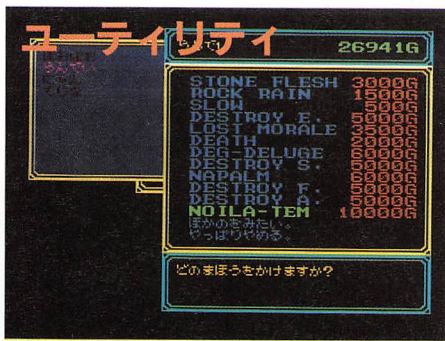 ユーティリティ
26941G
STONE FLESH 3000G
ROCK RAIN 1500G
SLOW 500G
DESTROY E. 5000G
LOST MORALE 3500G
DEATH 2000G
DEG-DELUGE 6000G
DESTROY S. 5000G
NAPALM 6000G
DESTROY F. 5000G
DESTROY A. 5000G
NOILA-TEM 10000G
ほかのをみたい。
やっぱりやめる。
どのまほうをかけますか?